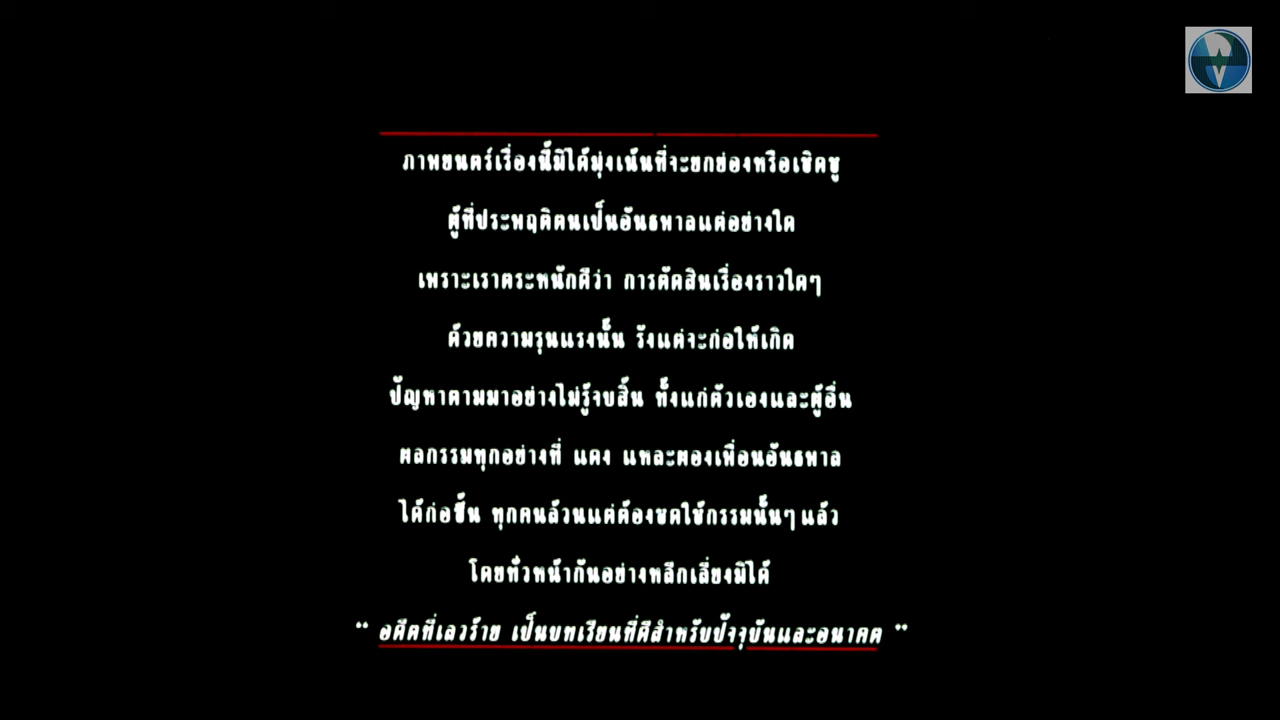 ภาพยนตร์เรื่องนี้มิได้มุ่งเน้นที่จะยกย่องหรือเชิดชู
ผู้ที่ประพฤติตนเป็นอันธพาลแต่อย่างใด
เพราะเราตระหนักดีว่า การตัดสินเรื่องราวใดๆ
ด้วยความรุนแรงนั้น รังแต่จะก่อให้เกิด
ปัญหาตามมาอย่างไม่รู้จบสิ้น ทั้งแก่ตัวเองและผู้อื่น
ผลกรรมทุกอย่างที่ แดง และผองเพื่อนอันธพาล
ได้ก่อขึ้น ทุกคนล้วนแต่ต้องชดใช้กรรมนั้นๆ แล้ว
โดยทั่วหน้ากันอย่างหลีกเลี่ยงมิได้
“ อดีตที่เลวร้าย เป็นบทเรียนที่ดีสำหรับปัจจุบันและอนาคต ”